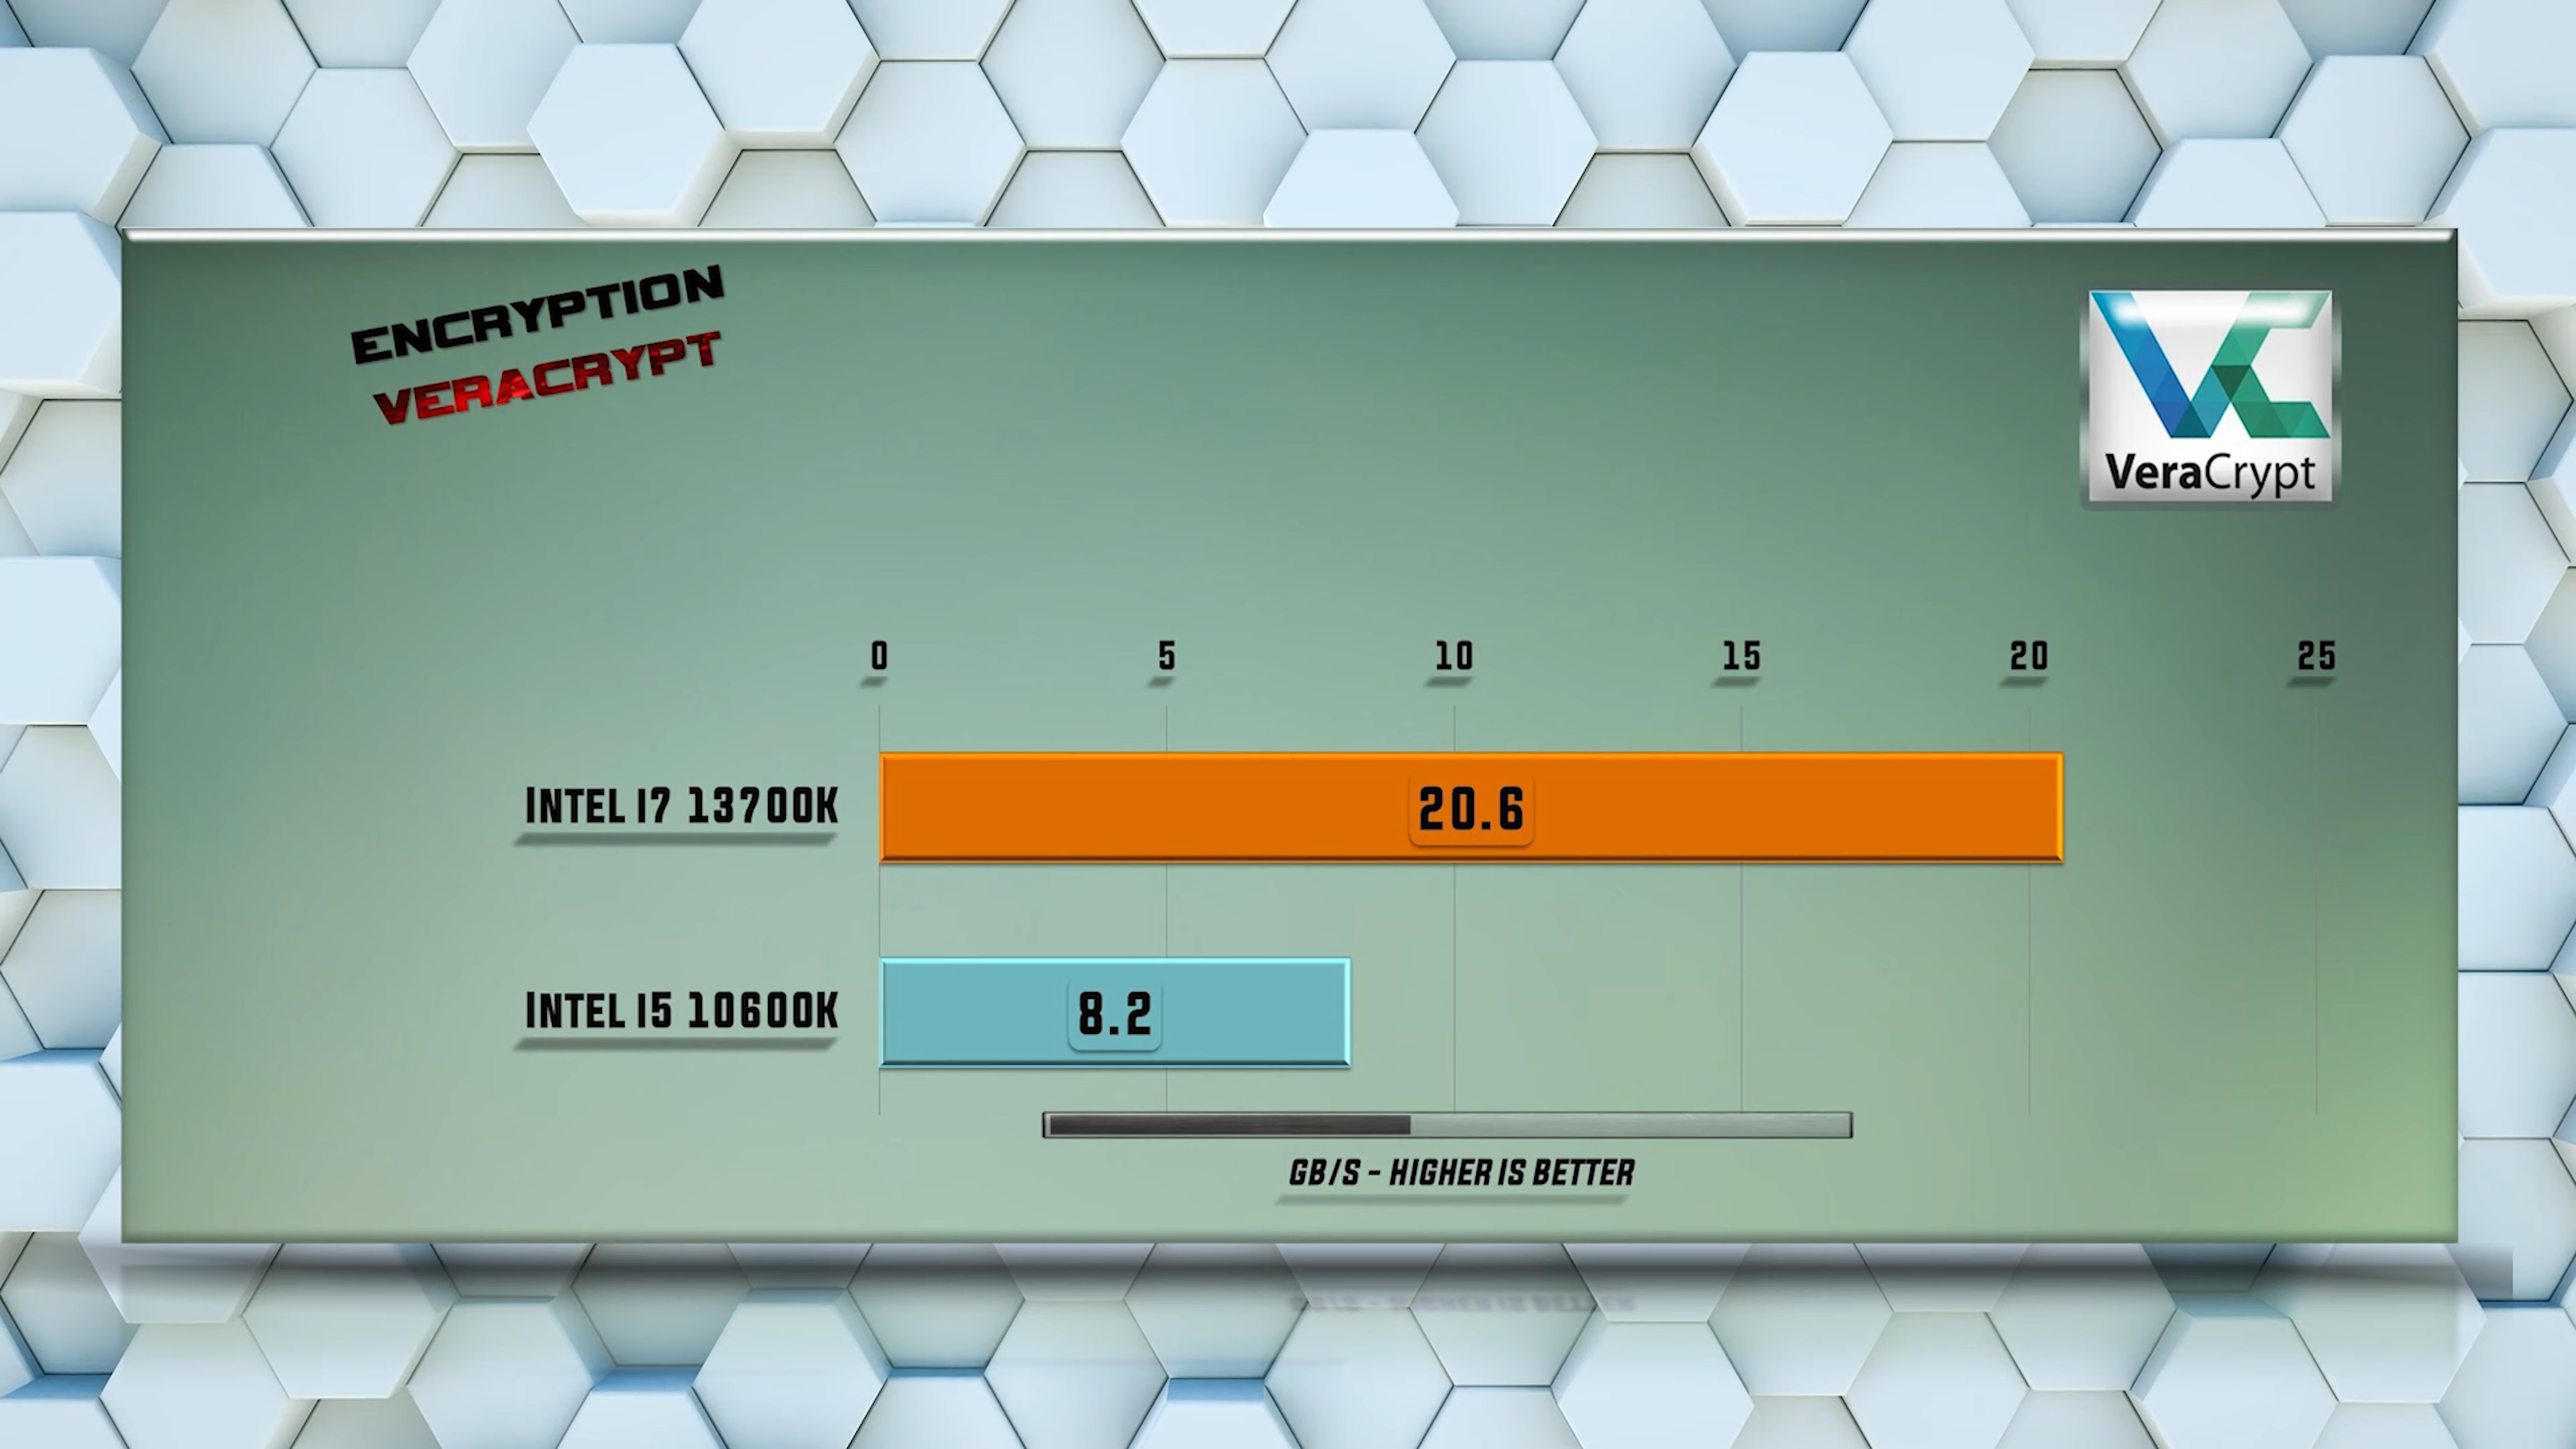 ENCRYPTION
VERACRYPT
VeraCrypt
0 5 10 15 20 25
INTEL I7 13700K 20.6
INTEL I5 10600K 8.2
GB/S - HIGHER IS BETTER